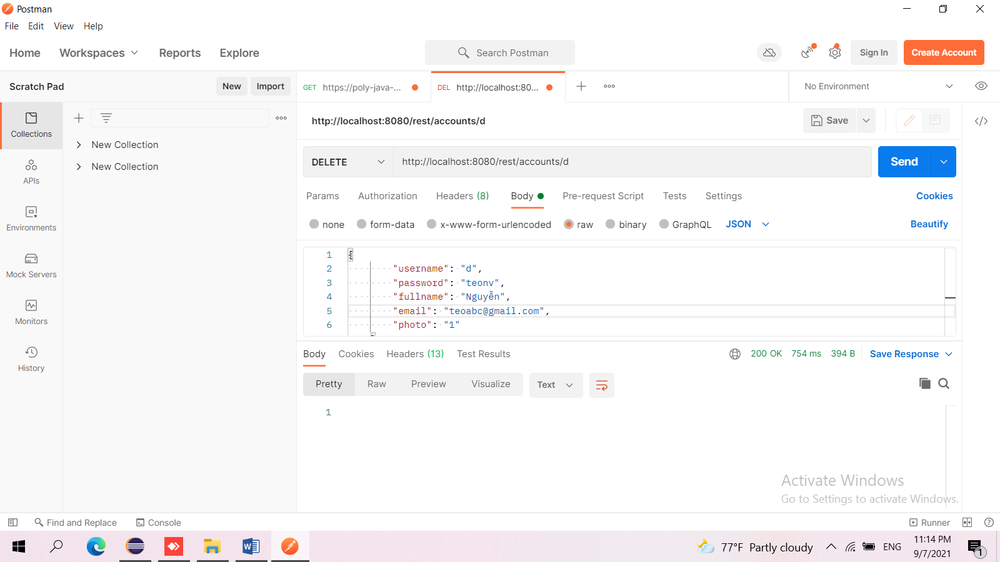 Postman
File Edit View Help
Home Workspaces Reports Explore Search Postman Sign In Create Account
Scratch Pad New Import GET https://poly-java-... DEL http://localhost:80... No Environment
http://localhost:8080/rest/accounts/d Save
Collections
New Collection
New Collection
APIs
Environments
Mock Servers
Monitors
History
DELETE http://localhost:8080/rest/accounts/d Send
Params Authorization Headers (8) Body Pre-request Script Tests Settings Cookies
none form-data x-www-form-urlencoded raw binary GraphQL JSON Beautify
1 {
2 "username": "d",
3 "password": "teonv",
4 "fullname": "Nguyễn",
5 "email": "teoabc@gmail.com",
6 "photo": "1"
Body Cookies Headers (13) Test Results 200 OK 754 ms 394 B Save Response
Pretty Raw Preview Visualize Text
1
Activate Windows
Go to Settings to activate Windows.
Find and Replace Console Runner
77°F Partly cloudy ENG 11:14 PM
9/7/2021 1